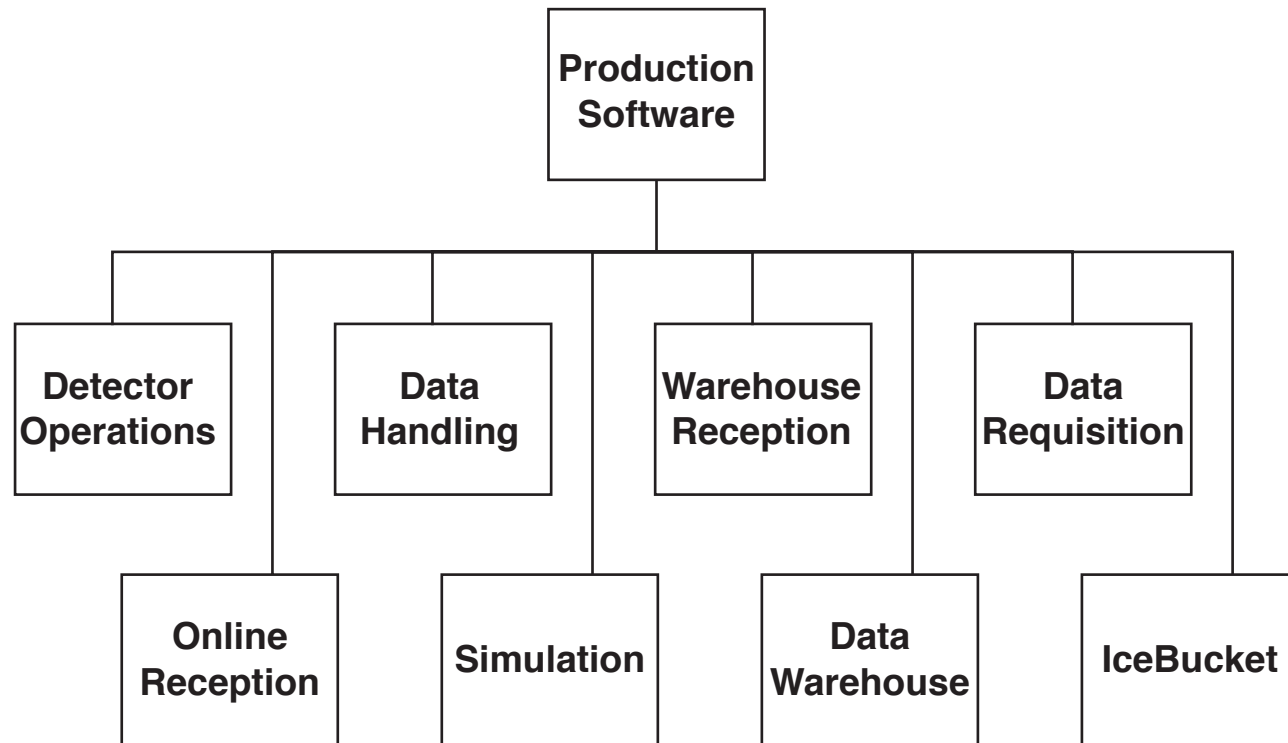 Production
Software
Detector
Operations
Data
Handling
Warehouse
Reception
Data
Requisition
Online
Reception
Simulation
Data
Warehouse
IceBucket